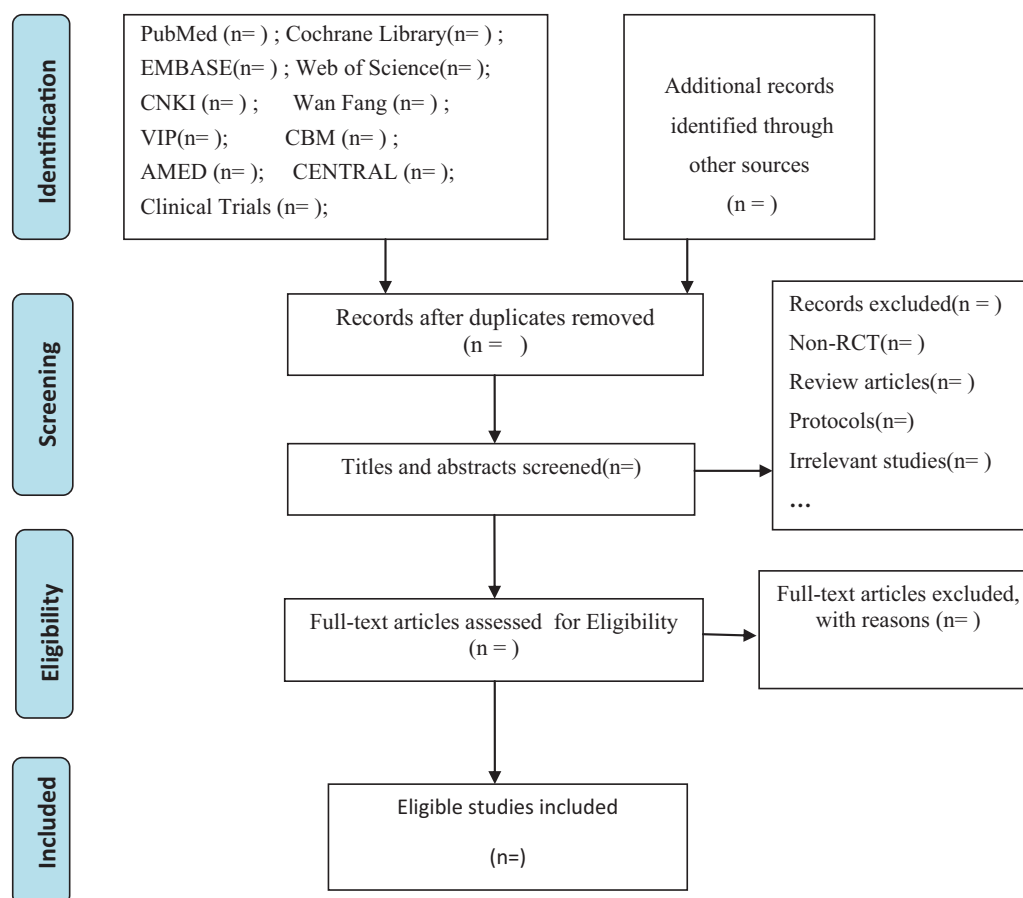 Identification
PubMed (n= ) ; Cochrane Library(n= ) ;
EMBASE(n= ) ; Web of Science(n= );
CNKI (n= ) ; Wan Fang (n= ) ;
VIP(n= ); CBM (n= ) ;
AMED (n= ); CENTRAL (n= );
Clinical Trials (n= );
Additional records
identified through
other sources
(n = )
Screening
Records after duplicates removed
(n = )
Titles and abstracts screened(n=)
Records excluded(n = )
Non-RCT(n= )
Review articles(n= )
Protocols(n=)
Irrelevant studies(n= )
...
Eligibility
Full-text articles assessed for Eligibility
(n = )
Full-text articles excluded,
with reasons (n= )
Included
Eligible studies included
(n=)